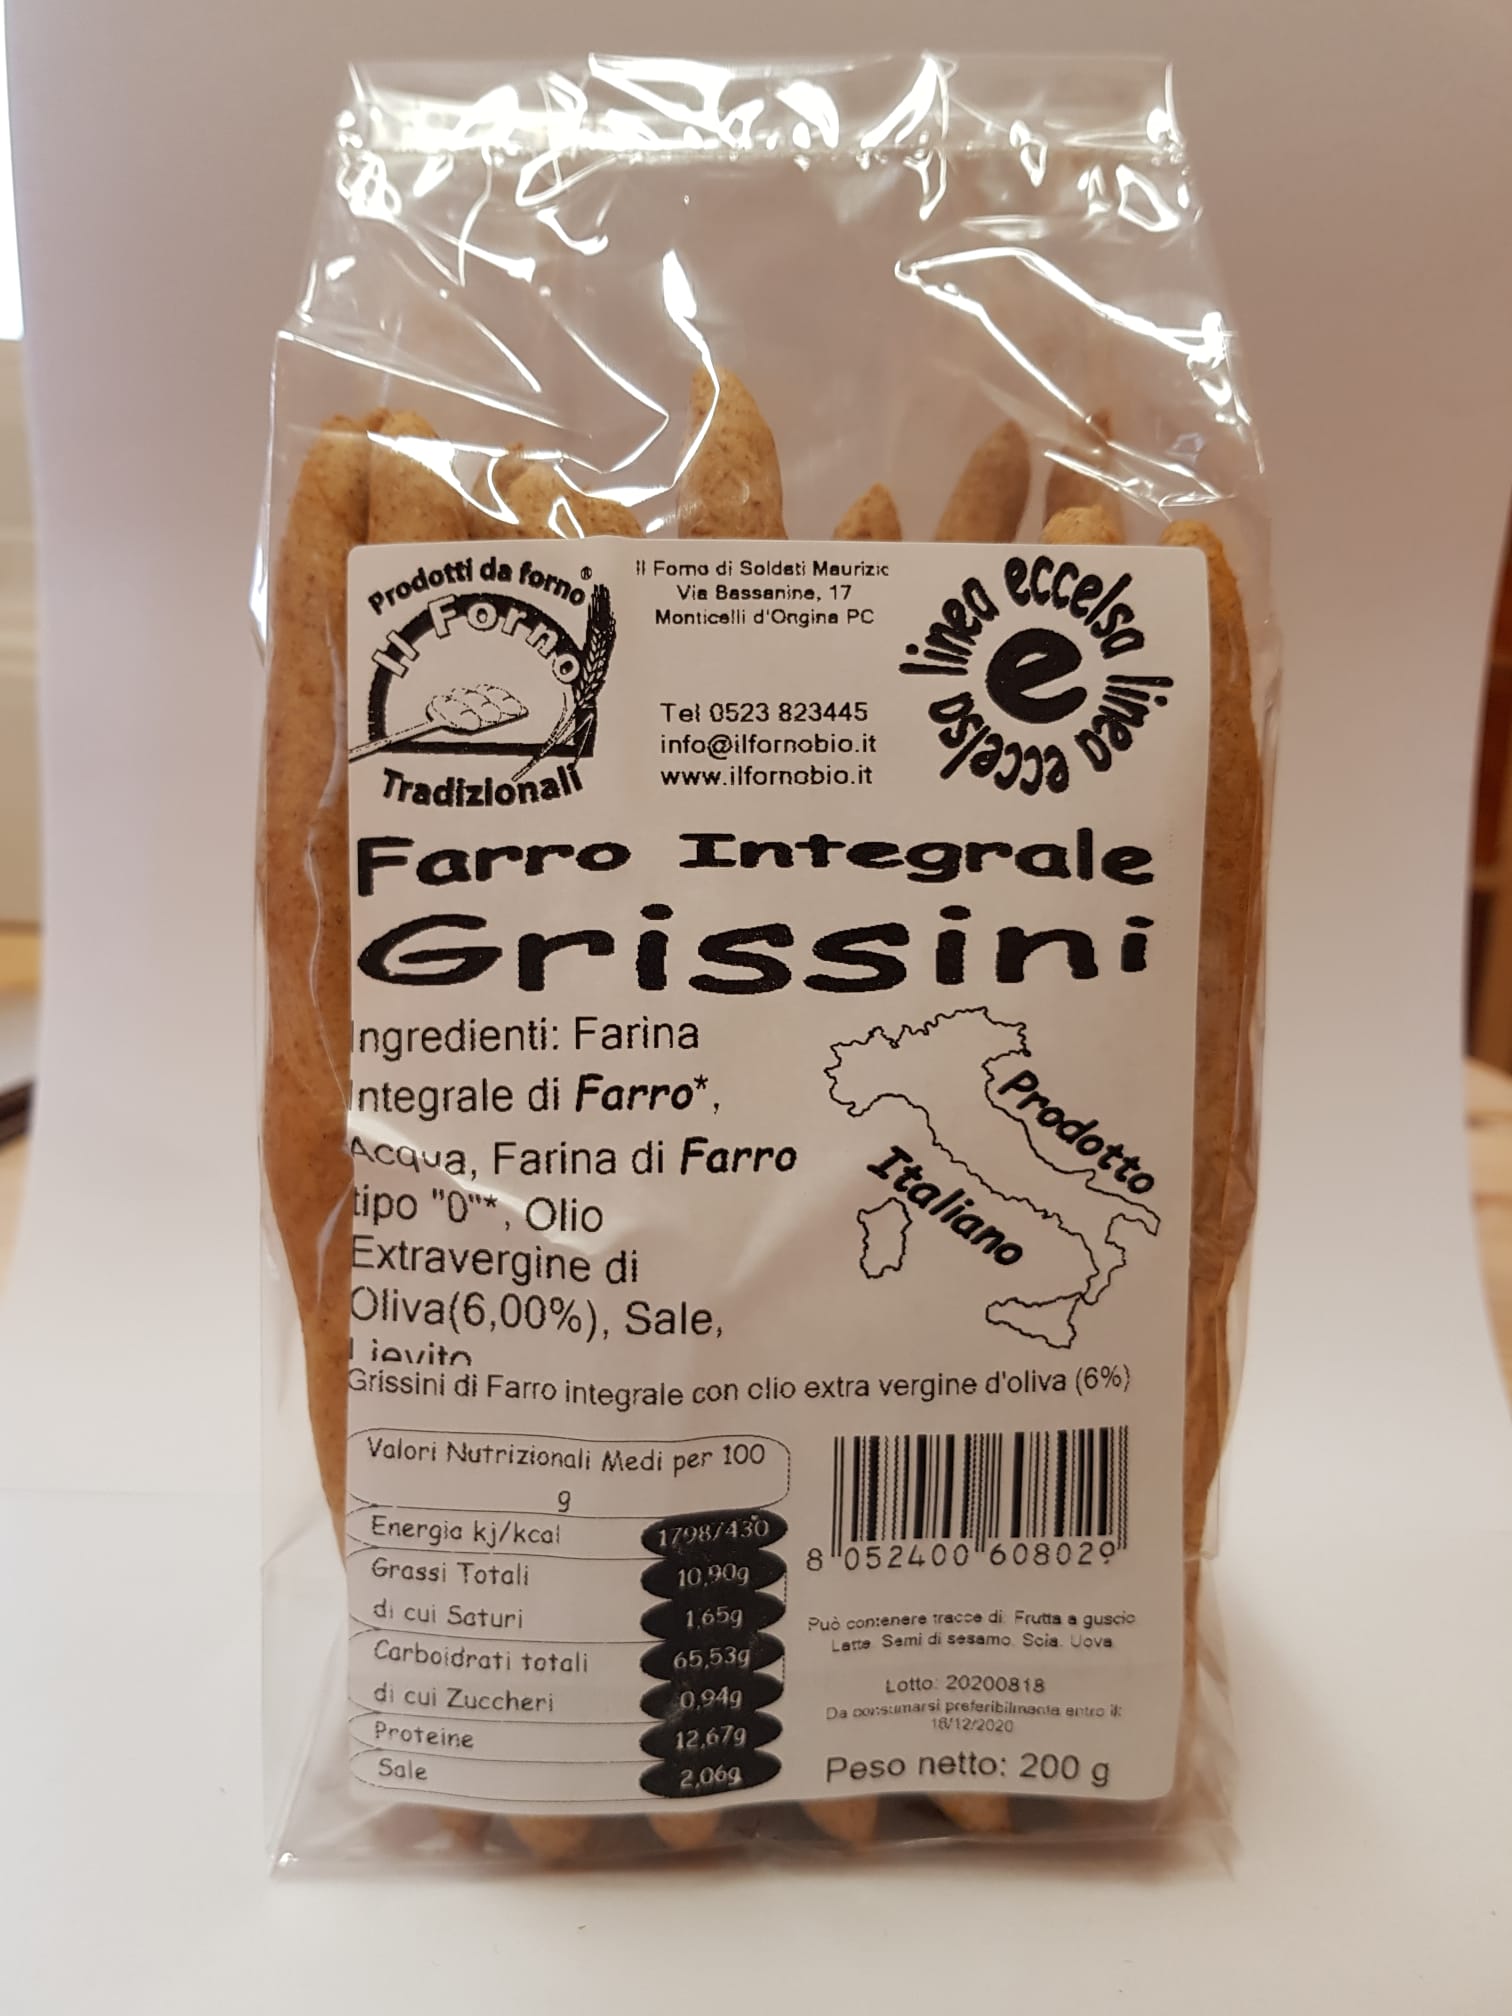 Prodotti da forno®
Il Forno
Tradizionali
Il Forno di Soldati Maurizio
Via Bassanina, 17
Monticelli d'Ongina PC
Tel 0523 823445
info@ilfornobio.it
www.ilfornobio.it
linea eccelsa linea eccelsa
e
Farro Integrale
Grissini
Ingredienti: Farina
Integrale di Farro*,
Acqua, Farina di Farro
tipo "0"*, Olio
Extravergine di
Oliva(6,00%), Sale,
Lievito
Prodotto
Italiano
Grissini di Farro integrale con olio extra vergine d'oliva (6%)
Valori Nutrizionali Medi per 100
g
Energia kj/kcal 1798/430
Grassi Totali 10,90g
di cui Saturi 1,65g
Carboidrati totali 65,53g
di cui Zuccheri 0,94g
Proteine 12,67g
Sale 2,06g
8 052400 608029
Può contenere tracce di: Frutta a guscio
Latte. Semi di sesamo. Soia. Uova
Lotto: 20200818
Da consumarsi preferibilmente entro il:
18/12/2020
Peso netto: 200 g